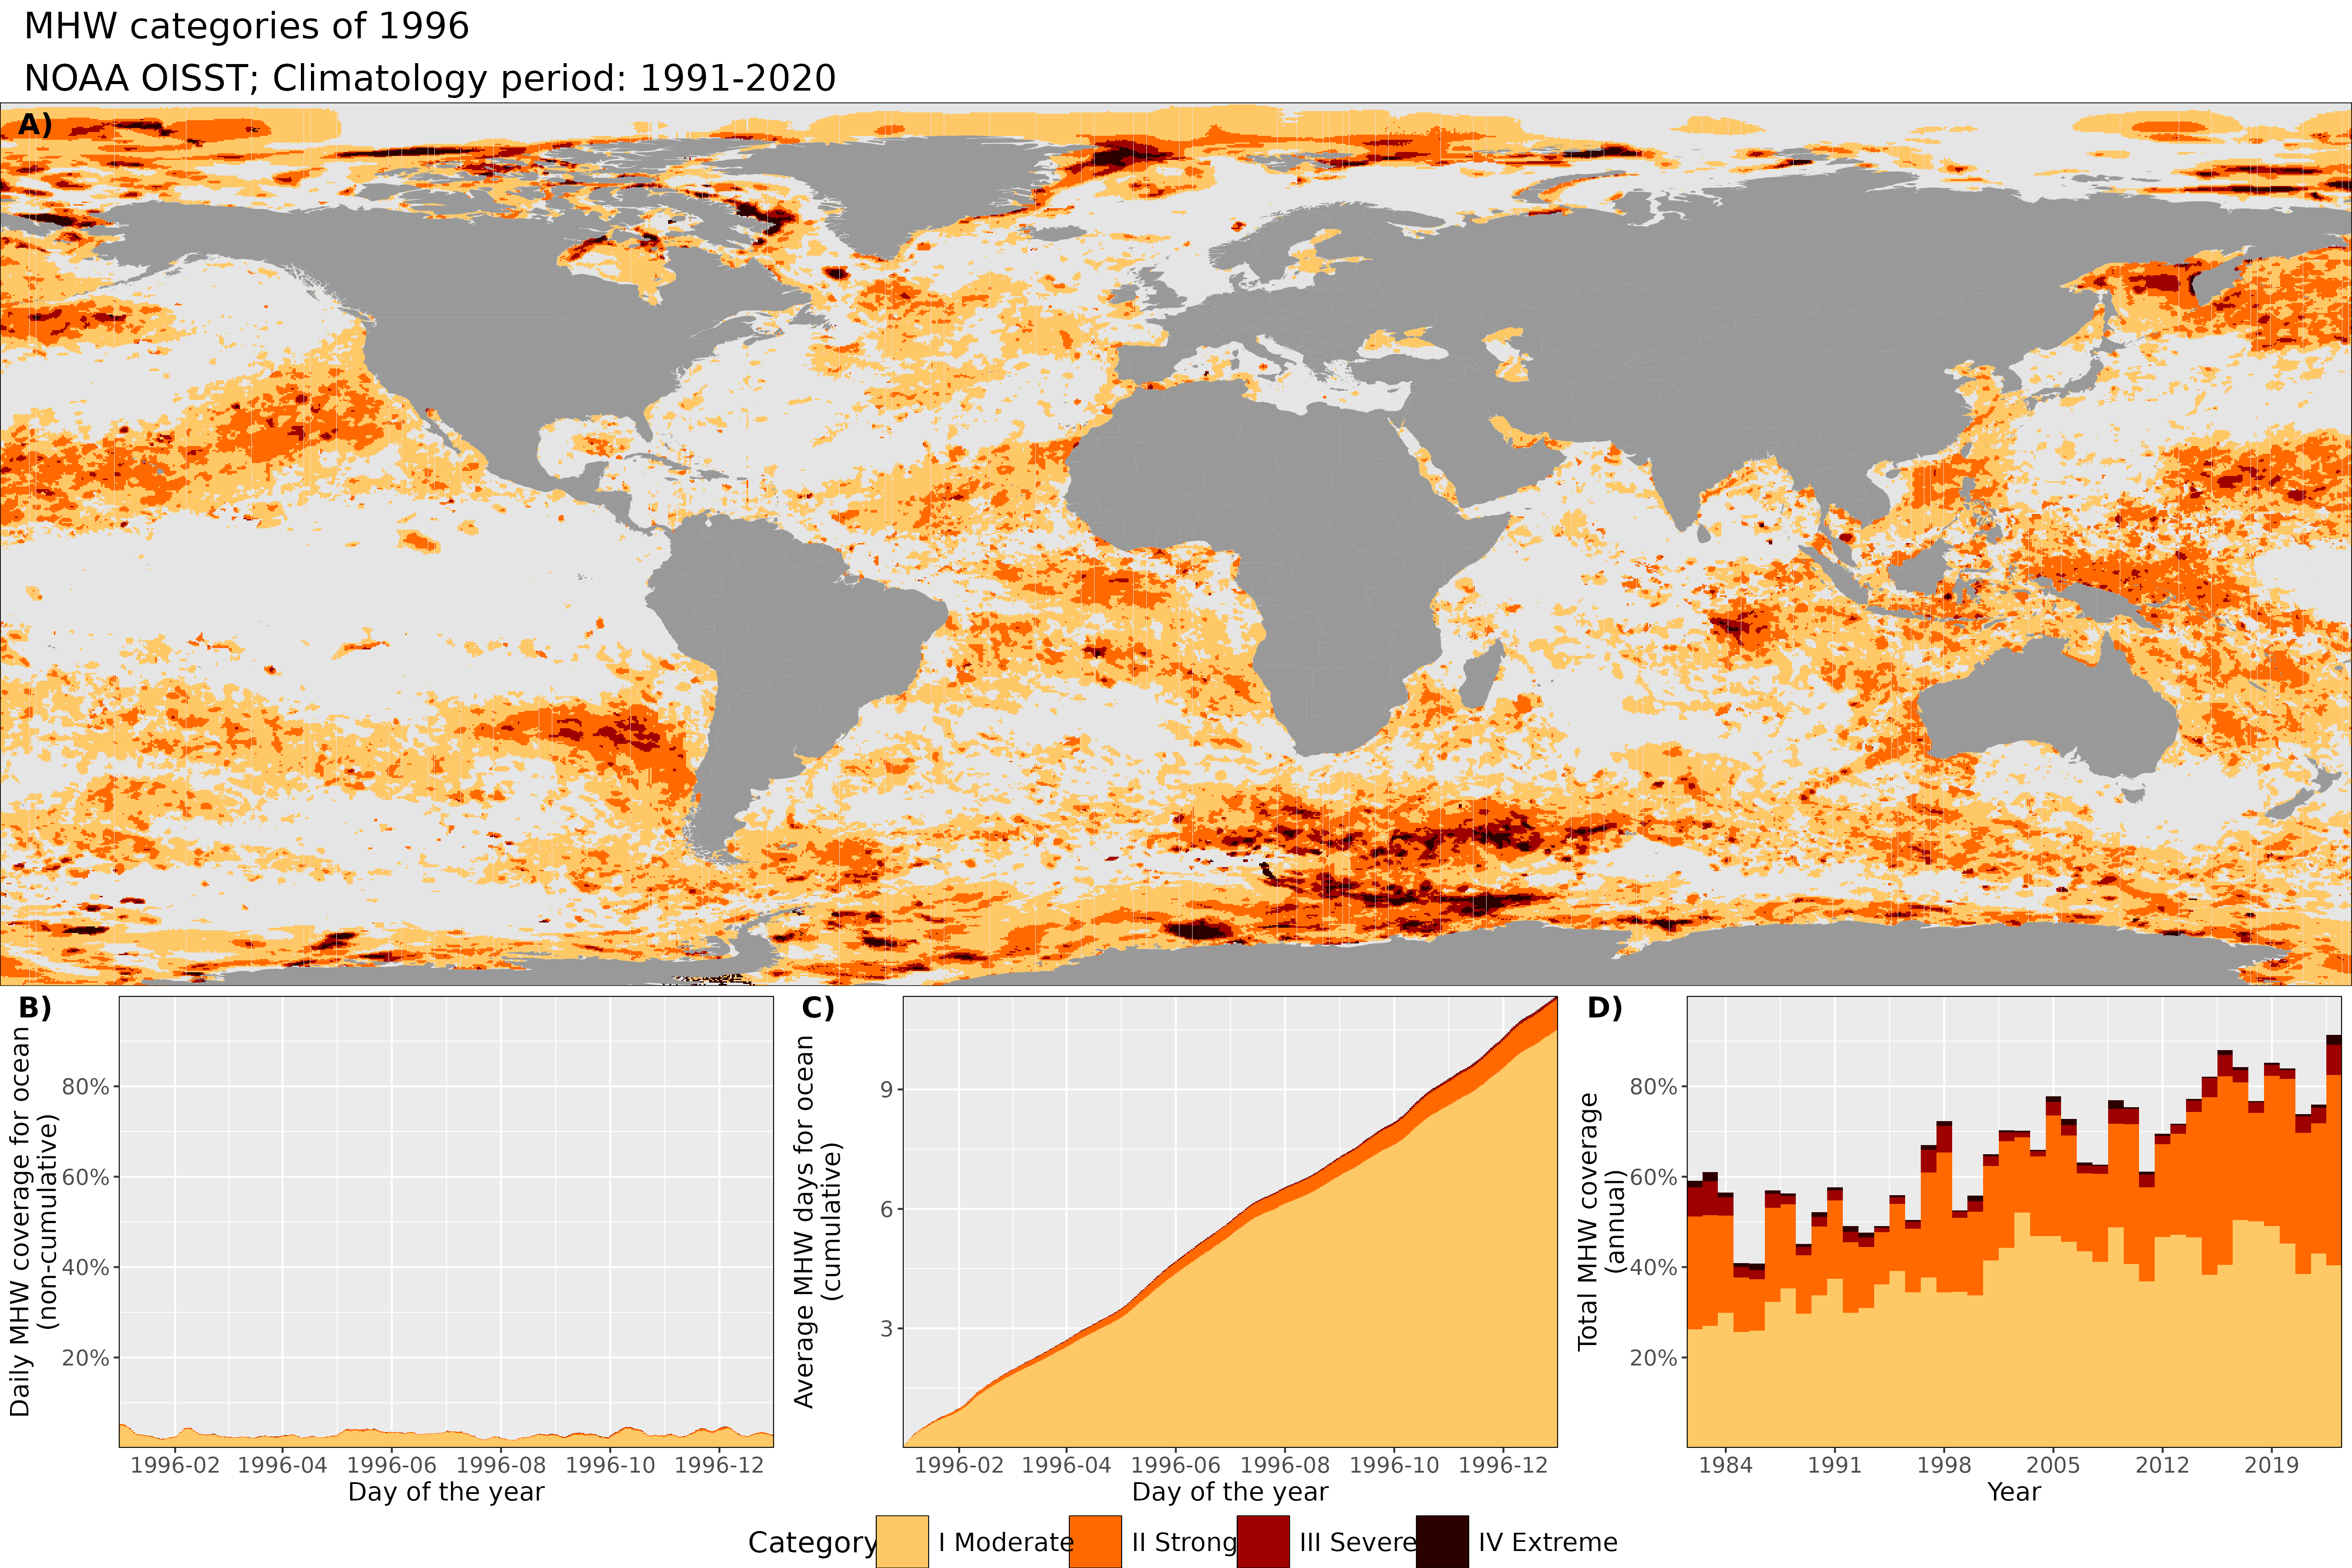 MHW categories of 1996
NOAA OISST; Climatology period: 1991-2020
A)
B)
Daily MHW coverage for ocean
(non-cumulative)
80%
60%
40%
20%
1996-02 1996-04 1996-06 1996-08 1996-10 1996-12
Day of the year
C)
Average MHW days for ocean
(cumulative)
9
6
3
1996-02 1996-04 1996-06 1996-08 1996-10 1996-12
Day of the year
D)
Total MHW coverage
(annual)
80%
60%
40%
20%
1984 1991 1998 2005 2012 2019
Year
Category I Moderate II Strong III Severe IV Extreme